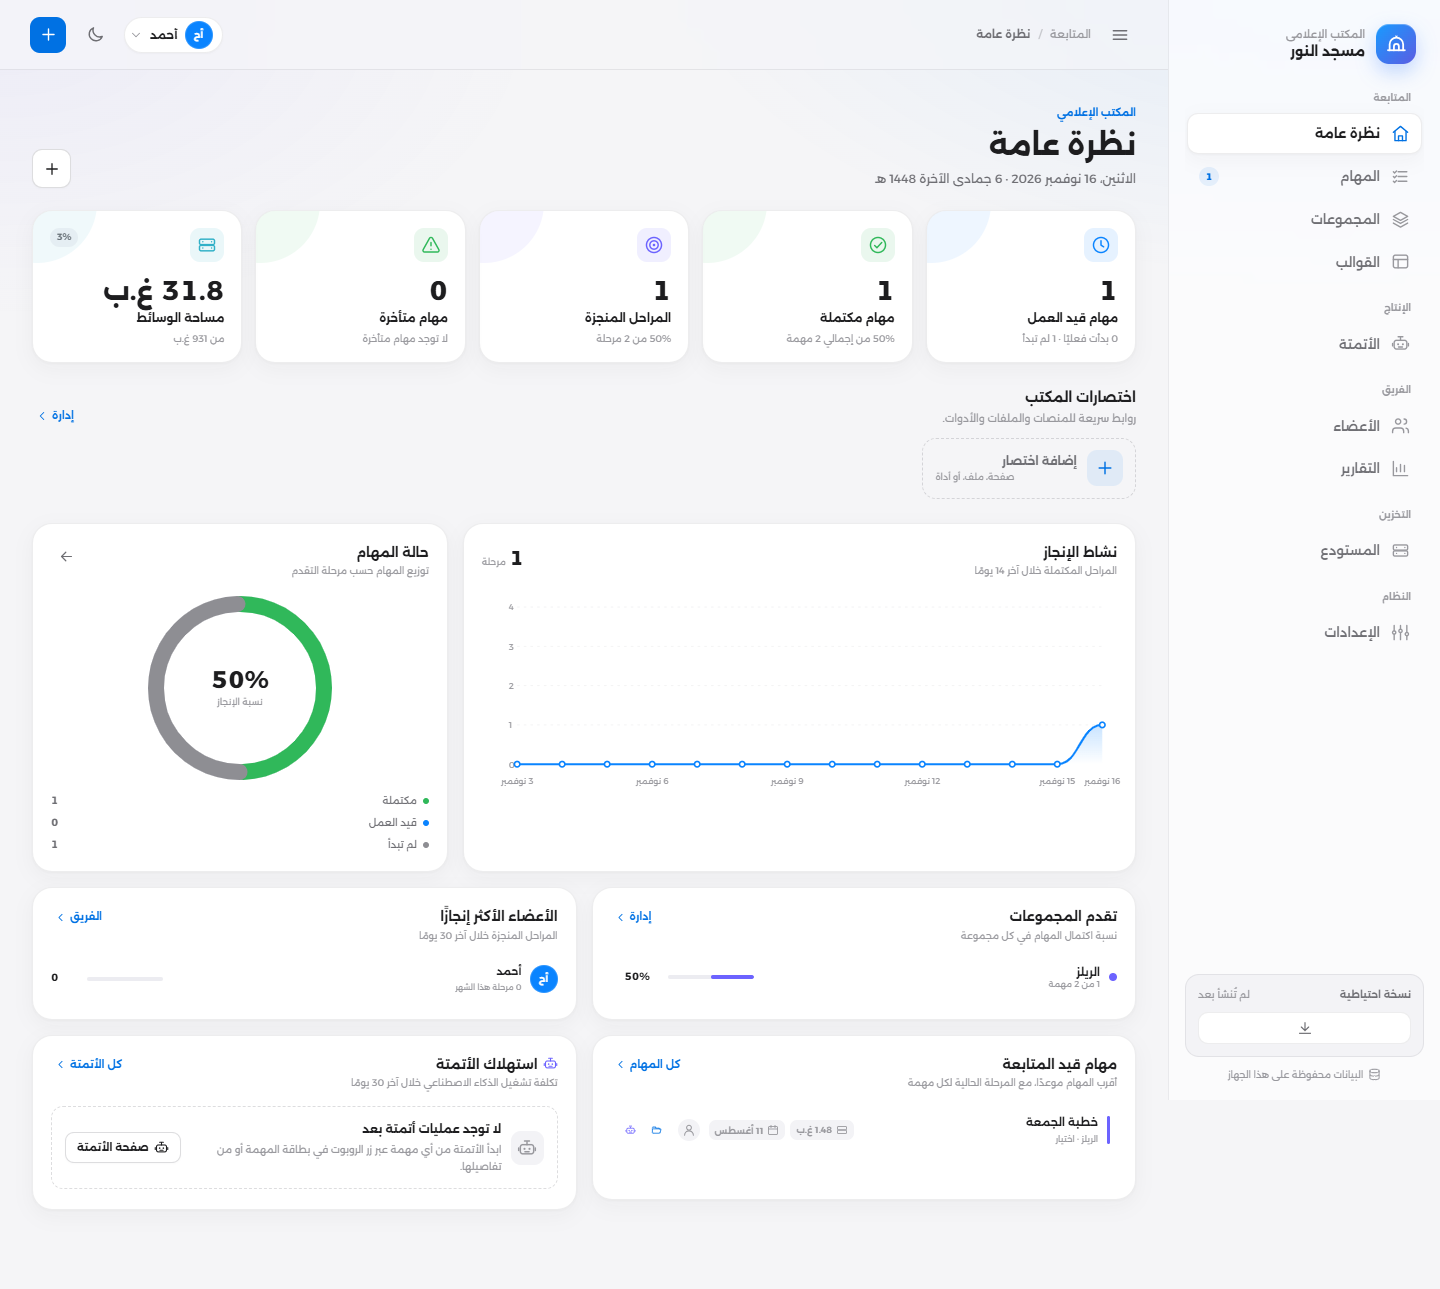 المكتب الإعلامي
مسجد النور
المتابعة
نظرة عامة
المهام
1
المجموعات
القوالب
الإنتاج
الأتمتة
الفريق
الأعضاء
التقارير
التخزين
المستودع
النظام
الإعدادات
نسخة احتياطية
لم تُنشأ بعد
البيانات محفوظة على هذا الجهاز
المتابعة / نظرة عامة
أح أحمد
المكتب الإعلامي
نظرة عامة
الاثنين، 16 نوفمبر 2026 · 6 جمادى الآخرة 1448 هـ
1
مهام قيد العمل
0 بدأت فعليًا · 1 لم تبدأ
1
مهام مكتملة
50% من إجمالي 2 مهمة
1
المراحل المنجزة
50% من 2 مرحلة
0
مهام متأخرة
لا توجد مهام متأخرة
3%
31.8 غ.ب
مساحة الوسائط
من 931 غ.ب
اختصارات المكتب
روابط سريعة للمنصات والملفات والأدوات.
إدارة
إضافة اختصار
صفحة، ملف، أو أداة
نشاط الإنجاز
المراحل المكتملة خلال آخر 14 يومًا
1 مرحلة
4
3
2
1
0
16 نوفمبر
15 نوفمبر
12 نوفمبر
9 نوفمبر
6 نوفمبر
3 نوفمبر
حالة المهام
توزيع المهام حسب مرحلة التقدم
50%
نسبة الإنجاز
مكتملة 1
قيد العمل 0
لم تبدأ 1
تقدم المجموعات
نسبة اكتمال المهام في كل مجموعة
إدارة
الريلز
1 من 2 مهمة
50%
الأعضاء الأكثر إنجازًا
المراحل المنجزة خلال آخر 30 يومًا
الفريق
أح
أحمد
0 مرحلة هذا الشهر
0
مهام قيد المتابعة
أقرب المهام موعدًا، مع المرحلة الحالية لكل مهمة
كل المهام
خطبة الجمعة
الريلز · اختبار
1.48 غ.ب
11 أغسطس
استهلاك الأتمتة
تكلفة تشغيل الذكاء الاصطناعي خلال آخر 30 يومًا
كل الأتمتة
لا توجد عمليات أتمتة بعد
ابدأ الأتمتة من أي مهمة عبر زر الروبوت في بطاقة المهمة أو من
تفاصيلها.
صفحة الأتمتة